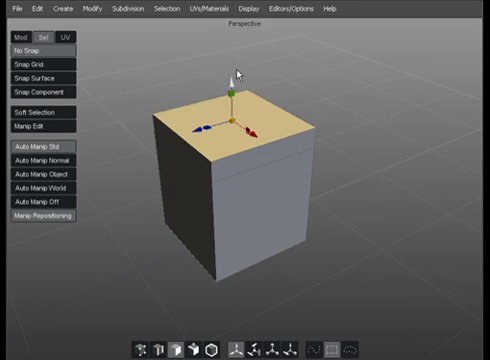 File Edit Create Modify Subdivision Selection UVs/Materials Display Editors/Options Help
Perspective
Mod Sel UV
No Snap
Snap Grid
Snap Surface
Snap Component
Soft Selection
Manip Edit
Auto Manip Std
Auto Manip Normal
Auto Manip Object
Auto Manip World
Auto Manip Off
Manip Repositioning